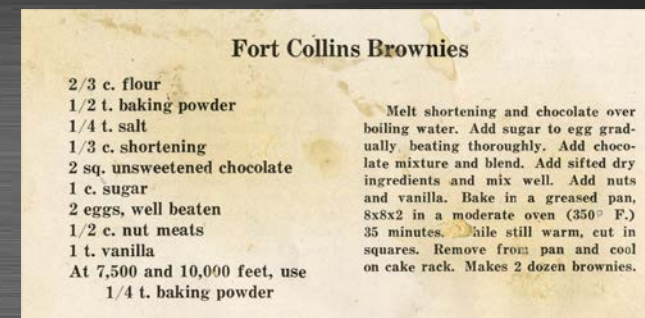 Fort Collins Brownies
2/3 c. flour
1/2 t. baking powder
1/4 t. salt
1/3 c. shortening
2 sq. unsweetened chocolate
1 c. sugar
2 eggs, well beaten
1/2 c. nut meats
1 t. vanilla
At 7,500 and 10,000 feet, use
1/4 t. baking powder
Melt shortening and chocolate over
boiling water. Add sugar to egg grad-
ually beating thoroughly. Add choco-
late mixture and blend. Add sifted dry
ingredients and mix well. Add nuts
and vanilla. Bake in a greased pan,
8x8x2 in a moderate oven (350° F.)
35 minutes. hile still warm, cut in
squares. Remove from pan and cool
on cake rack. Makes 2 dozen brownies.